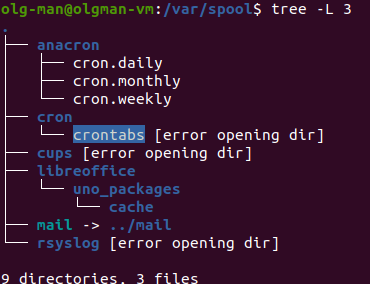 olg-man@olgman-vm:/var/spool$ tree -L 3
.
├── anacron
│   ├── cron.daily
│   ├── cron.monthly
│   └── cron.weekly
├── cron
│   └── crontabs [error opening dir]
├── cups [error opening dir]
├── libreoffice
│   └── uno_packages
│       └── cache
├── mail -> ../mail
└── rsyslog [error opening dir]

9 directories, 3 files